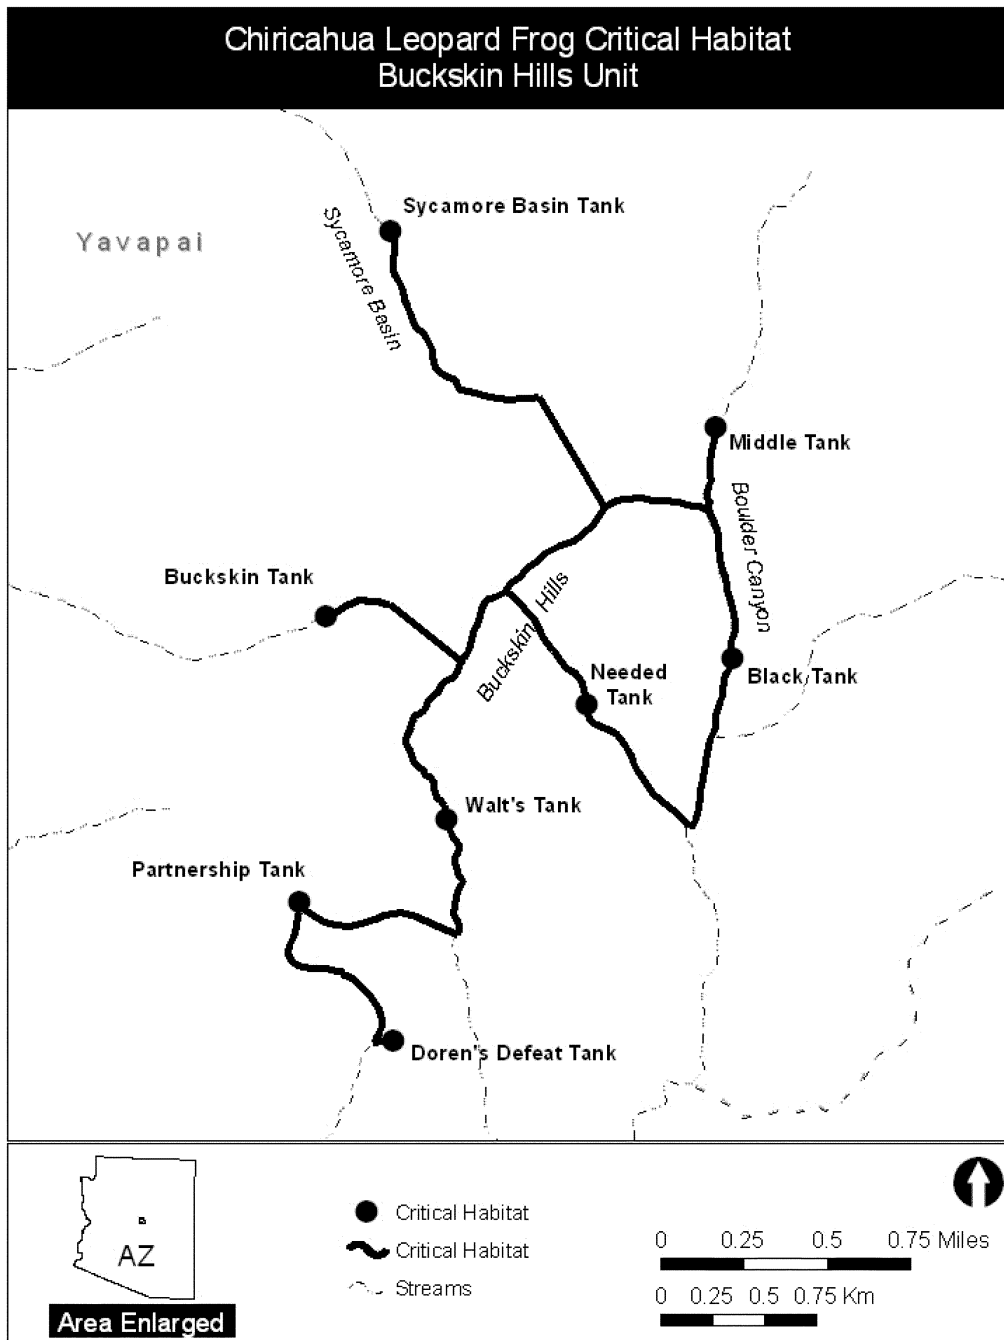 Chiricahua Leopard Frog Critical Habitat
Buckskin Hills Unit
Sycamore Basin Tank
Yavapai
Sycamore Basin
Middle Tank
Boulder Canyon
Buckskin Tank
Buckskin Hills
Needed
Tank
Black Tank
Walt's Tank
Partnership Tank
Doren's Defeat Tank
AZ
Area Enlarged
Critical Habitat
Critical Habitat
Streams
0 0.25 0.5 0.75 Miles
0 0.25 0.5 0.75 Km